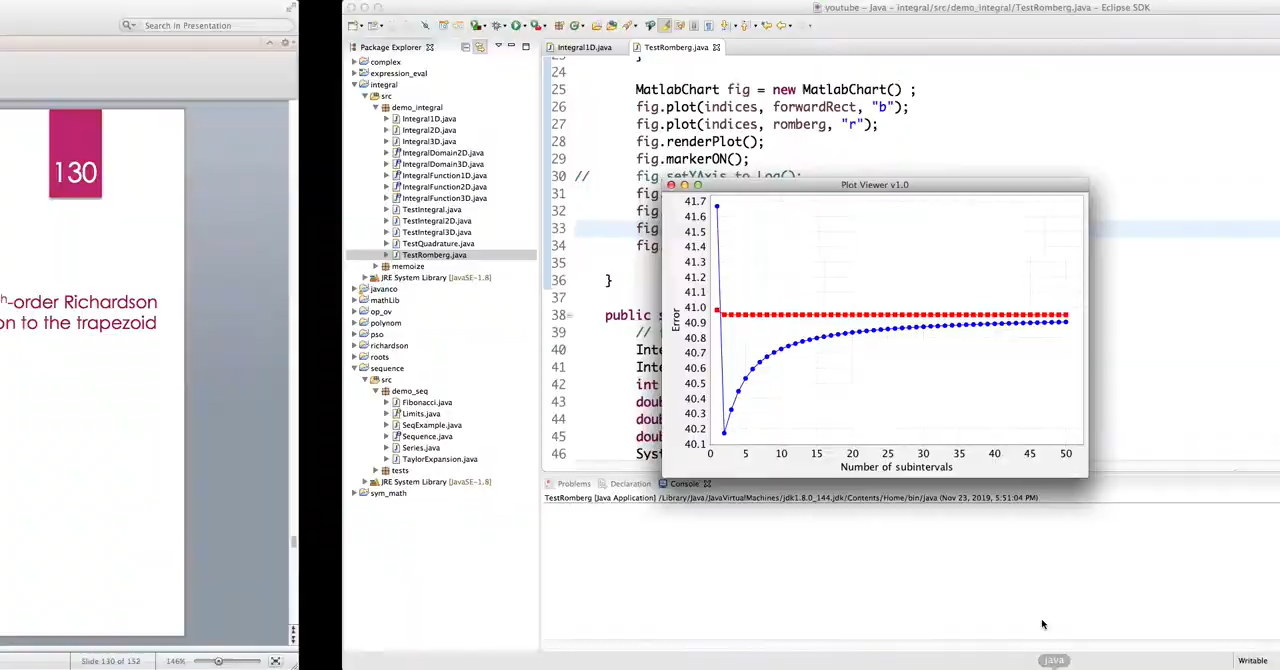 Search in Presentation
130
h-order Richardson
on to the trapezoid
Slide 130 of 152
146%
youtube – Java – integral/src/demo_integral/TestRomberg.java – Eclipse SDK
Package Explorer
complex
expression_eval
integral
src
demo_integral
Integral1D.java
Integral2D.java
Integral3D.java
IntegralDomain2D.java
IntegralDomain3D.java
IntegralFunction1D.java
IntegralFunction2D.java
IntegralFunction3D.java
TestIntegral.java
TestIntegral2D.java
TestIntegral3D.java
TestQuadrature.java
TestRomberg.java
memoize
JRE System Library [JavaSE-1.8]
javanco
mathLib
op_ov
polynom
pso
richardson
roots
sequence
src
demo_seq
Fibonacci.java
Limits.java
SeqExample.java
Sequence.java
Series.java
TaylorExpansion.java
tests
JRE System Library [JavaSE-1.8]
sym_math
Integral1D.java
TestRomberg.java
24
25 MatlabChart fig = new MatlabChart() ;
26 fig.plot(indices, forwardRect, "b");
27 fig.plot(indices, romberg, "r");
28 fig.renderPlot();
29 fig.markerON();
30 // fig.setYAxis_to_Log();
31 fig
32 fig.
33 fig
34 fig.
35
36 }
37
38 public s
39 //
40 Inte
41 Inte
42 int
43 doub
44 doub
45 doub
46 Syst
Plot Viewer v1.0
41.7
41.6
41.5
41.4
41.3
41.2
41.1
41.0
40.9
40.8
40.7
40.6
40.5
40.4
40.3
40.2
40.1
Error
0 5 10 15 20 25 30 35 40 45 50
Number of subintervals
Problems
Declaration
Console
TestRomberg [Java Application] /Library/Java/JavaVirtualMachines/jdk1.8.0_144.jdk/Contents/Home/bin/java (Nov 23, 2019, 5:51:04 PM)
java
Writable